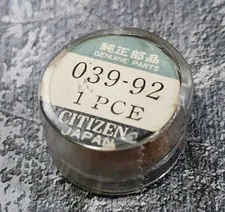 純正部品
GENUINE PARTS
039-92
1 PCE
CITIZEN
JAPAN